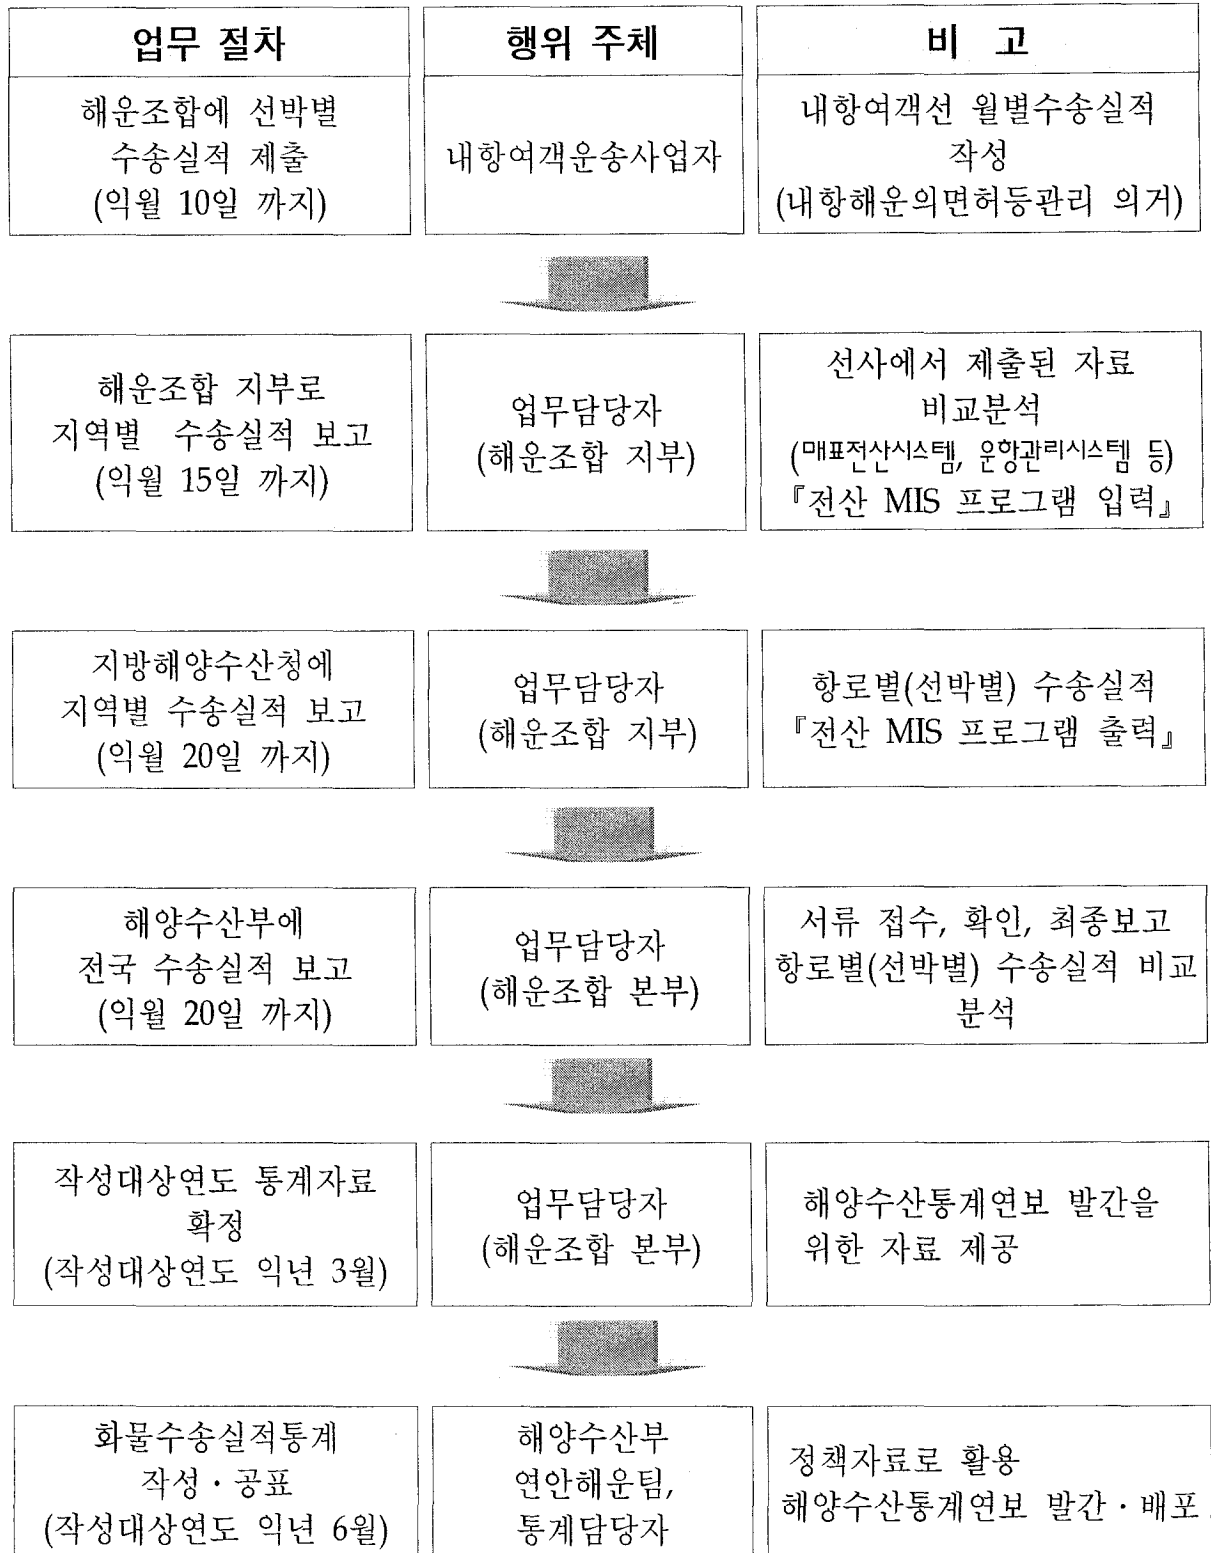 업무 절차
행위 주체
비 고
해운조합에 선박별
수송실적 제출
(익월 10일 까지)
내항여객운송사업자
내항여객선 월별수송실적
작성
(내항해운의면허등관리 의거)
해운조합 지부로
지역별 수송실적 보고
(익월 15일 까지)
업무담당자
(해운조합 지부)
선사에서 제출된 자료
비교분석
(매표전산시스템, 운항관리시스템 등)
『전산 MIS 프로그램 입력』
지방해양수산청에
지역별 수송실적 보고
(익월 20일 까지)
업무담당자
(해운조합 지부)
항로별(선박별) 수송실적
『전산 MIS 프로그램 출력』
해양수산부에
전국 수송실적 보고
(익월 20일 까지)
업무담당자
(해운조합 본부)
서류 접수, 확인, 최종보고
항로별(선박별) 수송실적 비교
분석
작성대상연도 통계자료
확정
(작성대상연도 익년 3월)
업무담당자
(해운조합 본부)
해양수산통계연보 발간을
위한 자료 제공
화물수송실적통계
작성・공표
(작성대상연도 익년 6월)
해양수산부
연안해운팀,
통계담당자
정책자료로 활용
해양수산통계연보 발간・배포